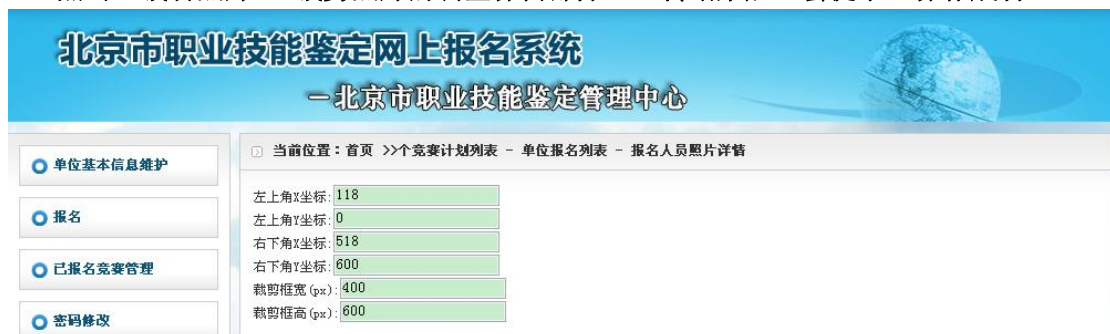 北京市职业技能鉴定网上报名系统
—北京市职业技能鉴定管理中心
当前位置：首页 >>个竞赛计划列表 - 单位报名列表 - 报名人员照片详情
单位基本信息维护
报名
已报名竞赛管理
密码修改
左上角X坐标:118
左上角Y坐标:0
右下角X坐标:518
右下角Y坐标:600
裁剪框宽(px):400
裁剪框高(px):600